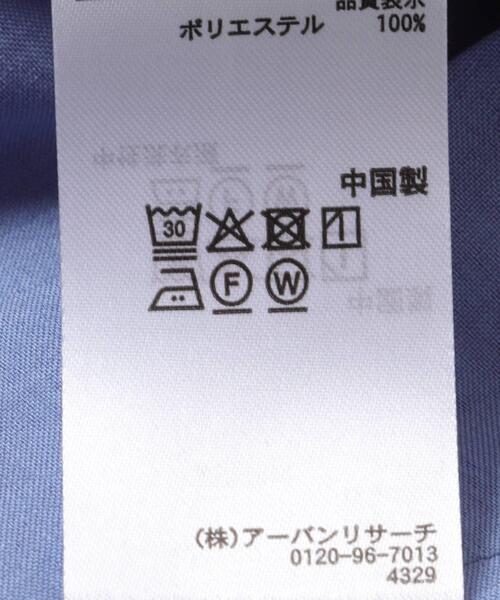 品質表示
ポリエステル 100%
中国製
30
F W
(株)アーバンリサーチ
0120-96-7013
4329